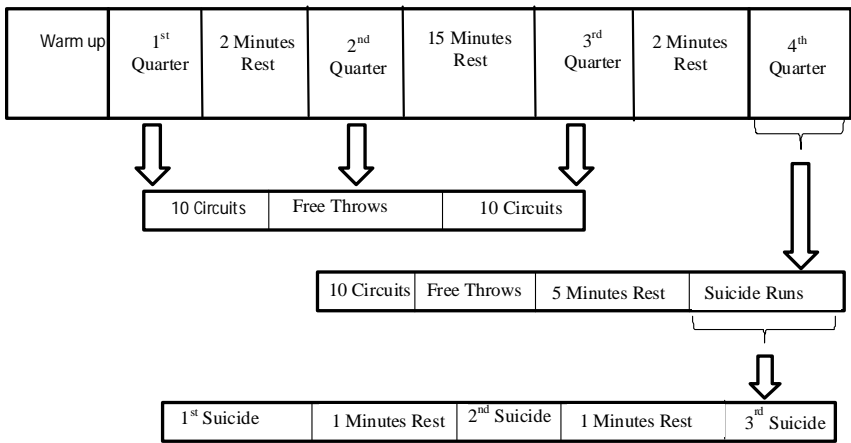 Warm up
1st Quarter
2 Minutes Rest
2nd Quarter
15 Minutes Rest
3rd Quarter
2 Minutes Rest
4th Quarter
10 Circuits
Free Throws
10 Circuits
10 Circuits
Free Throws
5 Minutes Rest
Suicide Runs
1st Suicide
1 Minutes Rest
2nd Suicide
1 Minutes Rest
3rd Suicide